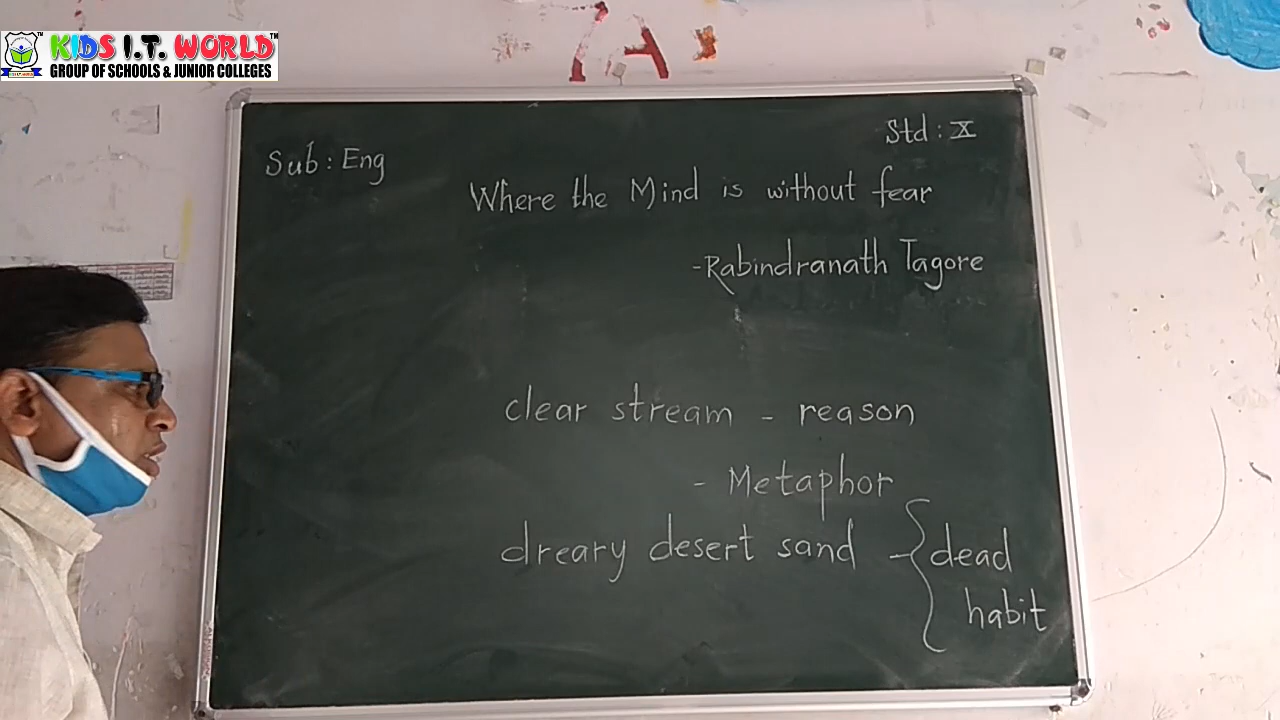 KIDS I.T. WORLD™
GROUP OF SCHOOLS & JUNIOR COLLEGES
(A)
Std : X
Sub : Eng
Where the Mind is without fear
- Rabindranath Tagore
clear stream - reason
- Metaphor
dreary desert sand - { dead
habit